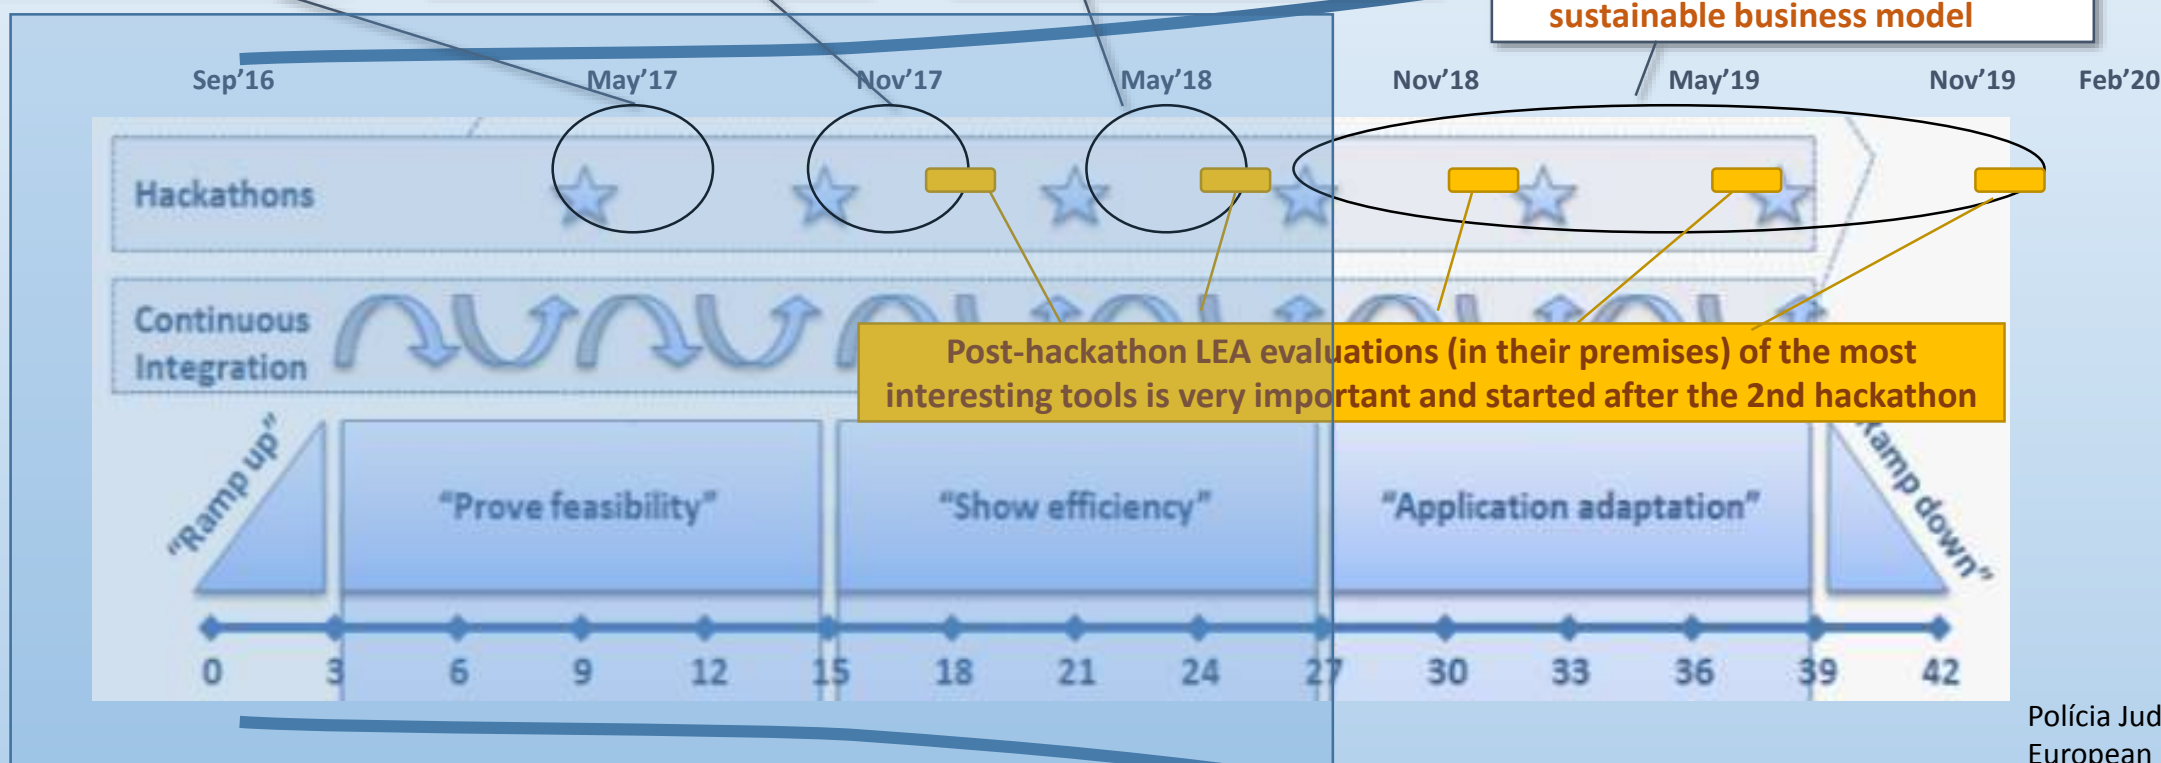 sustainable business model
Sep’16 May’17 Nov’17 May’18 Nov’18 May’19 Nov’19 Feb’20
Hackathons
Continuous
Integration
Post-hackathon LEA evaluations (in their premises) of the most
interesting tools is very important and started after the 2nd hackathon
“Ramp up” “Prove feasibility” “Show efficiency” “Application adaptation” “Ramp down”
0 3 6 9 12 15 18 21 24 27 30 33 36 39 42
Polícia Jud
European